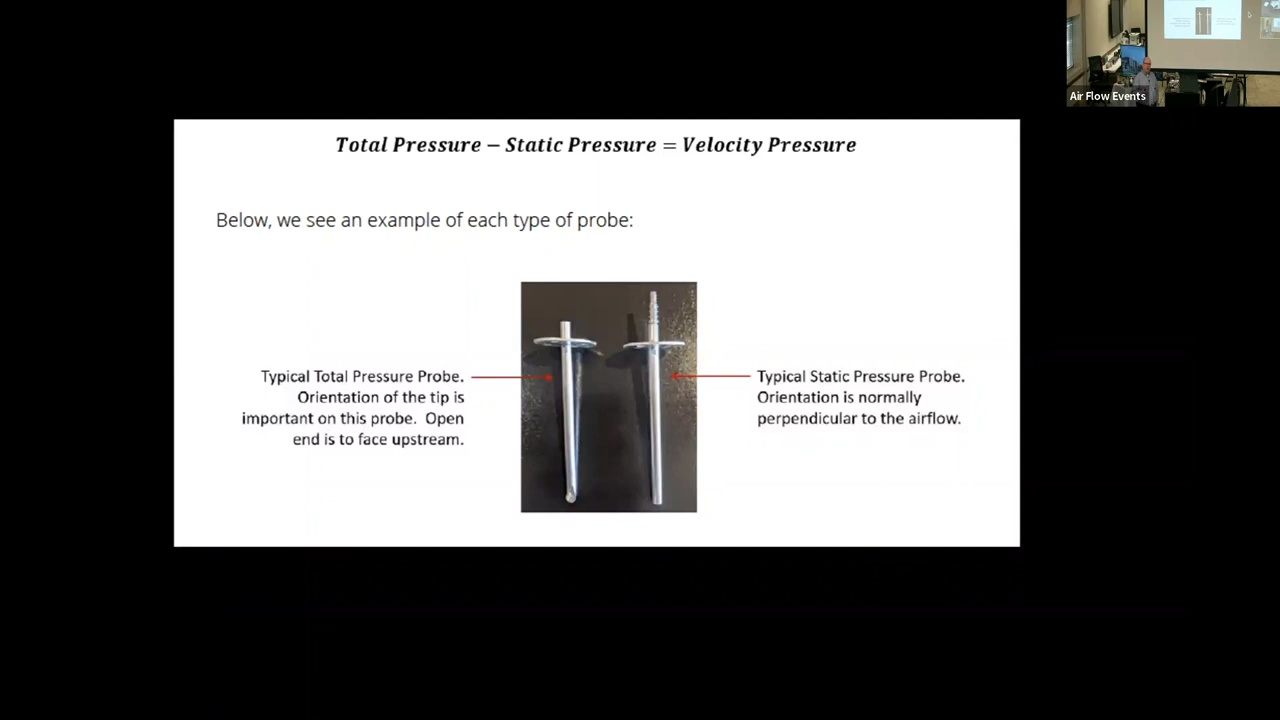 Air Flow Events
Total Pressure − Static Pressure = Velocity Pressure
Below, we see an example of each type of probe:
Typical Total Pressure Probe.
Orientation of the tip is
important on this probe. Open
end is to face upstream.
Typical Static Pressure Probe.
Orientation is normally
perpendicular to the airflow.